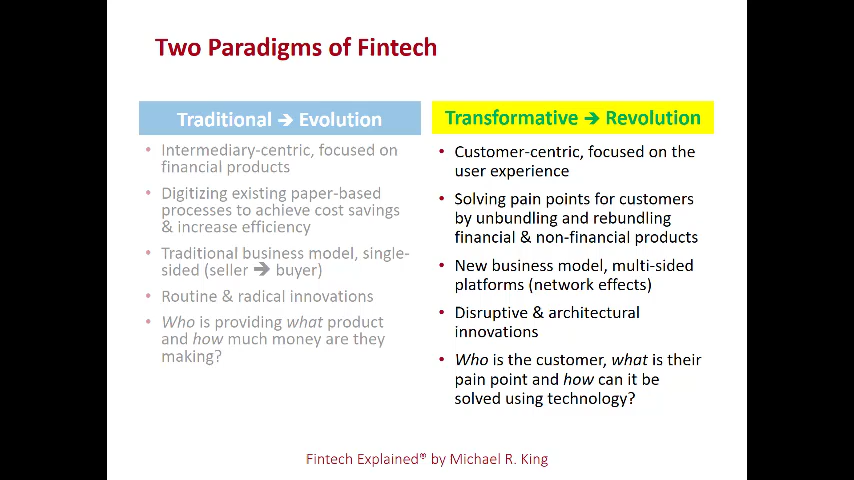 Two Paradigms of Fintech
Traditional ➔ Evolution
• Intermediary-centric, focused on
financial products
• Digitizing existing paper-based
processes to achieve cost savings
& increase efficiency
• Traditional business model, single-
sided (seller ➔ buyer)
• Routine & radical innovations
• Who is providing what product
and how much money are they
making?
Transformative ➔ Revolution
• Customer-centric, focused on the
user experience
• Solving pain points for customers
by unbundling and rebundling
financial & non-financial products
• New business model, multi-sided
platforms (network effects)
• Disruptive & architectural
innovations
• Who is the customer, what is their
pain point and how can it be
solved using technology?
Fintech Explained® by Michael R. King